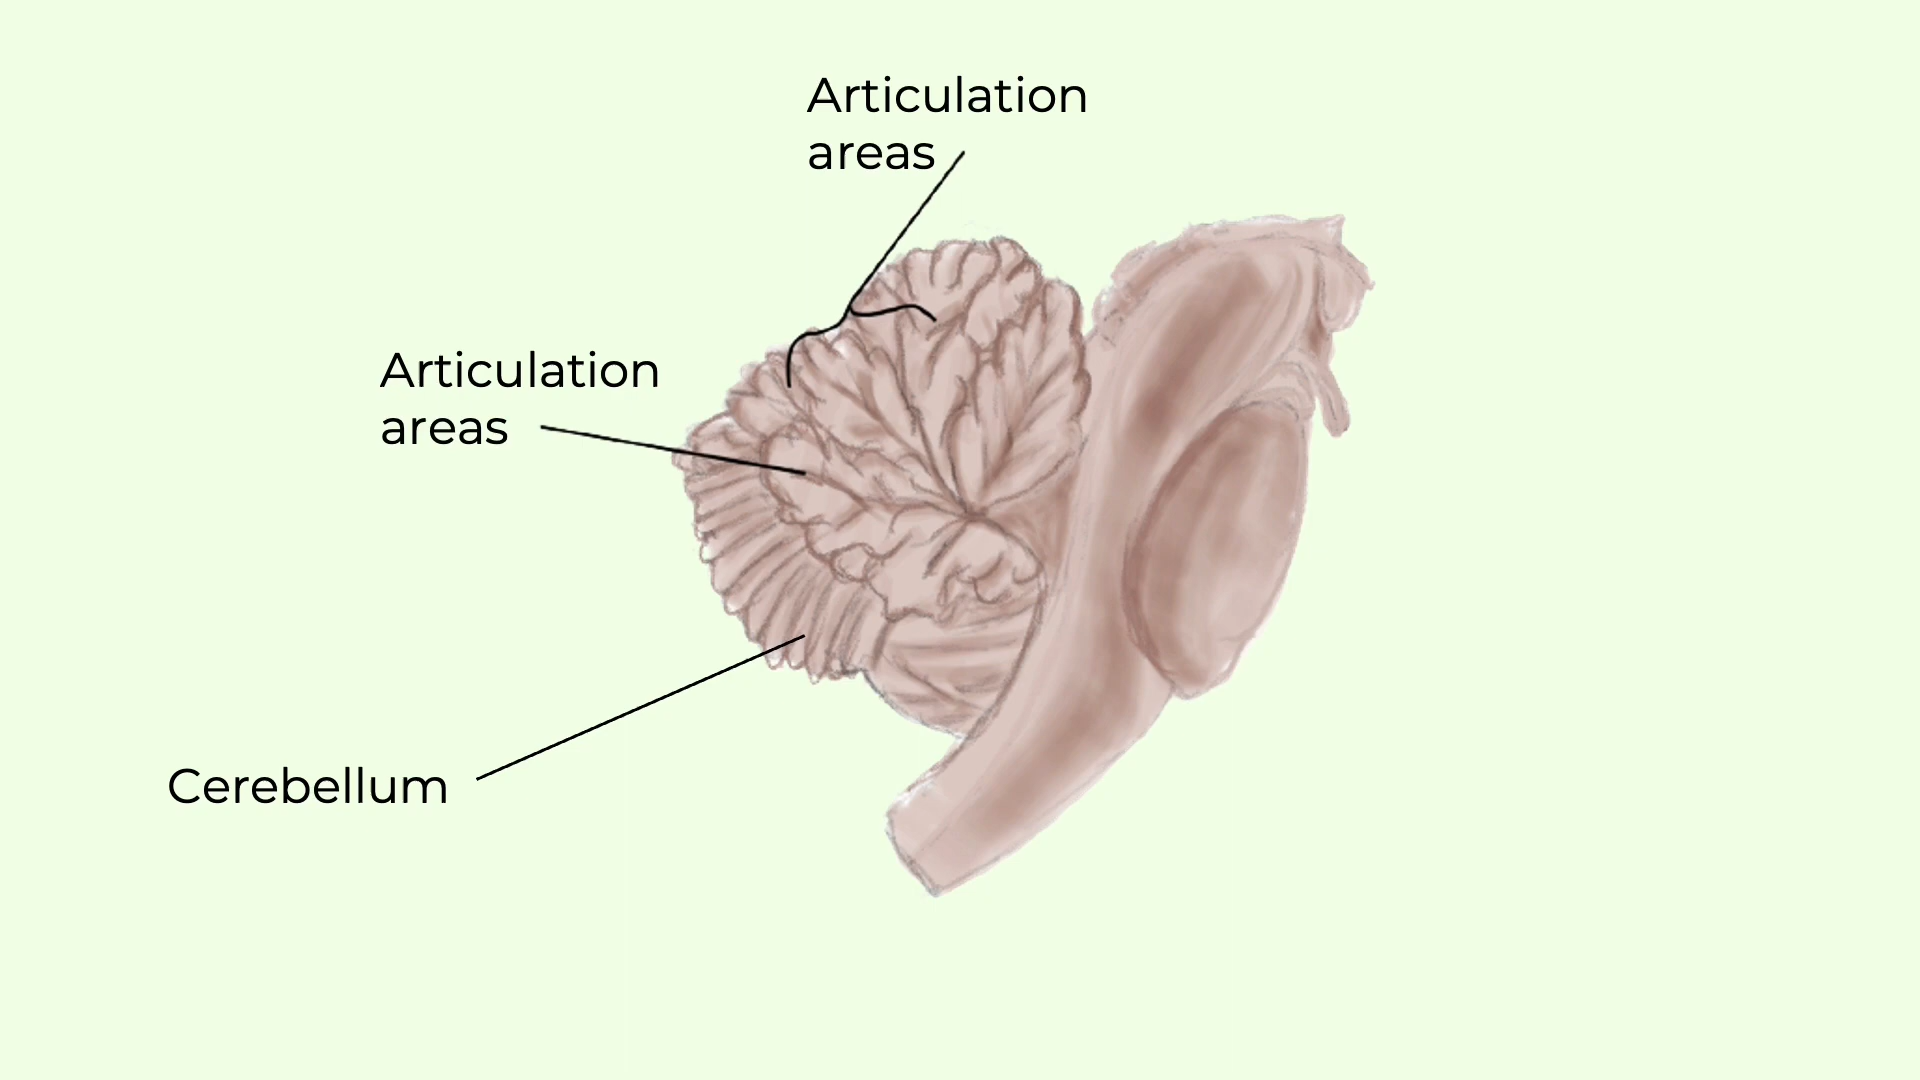 Articulation
areas
Articulation
areas
Cerebellum